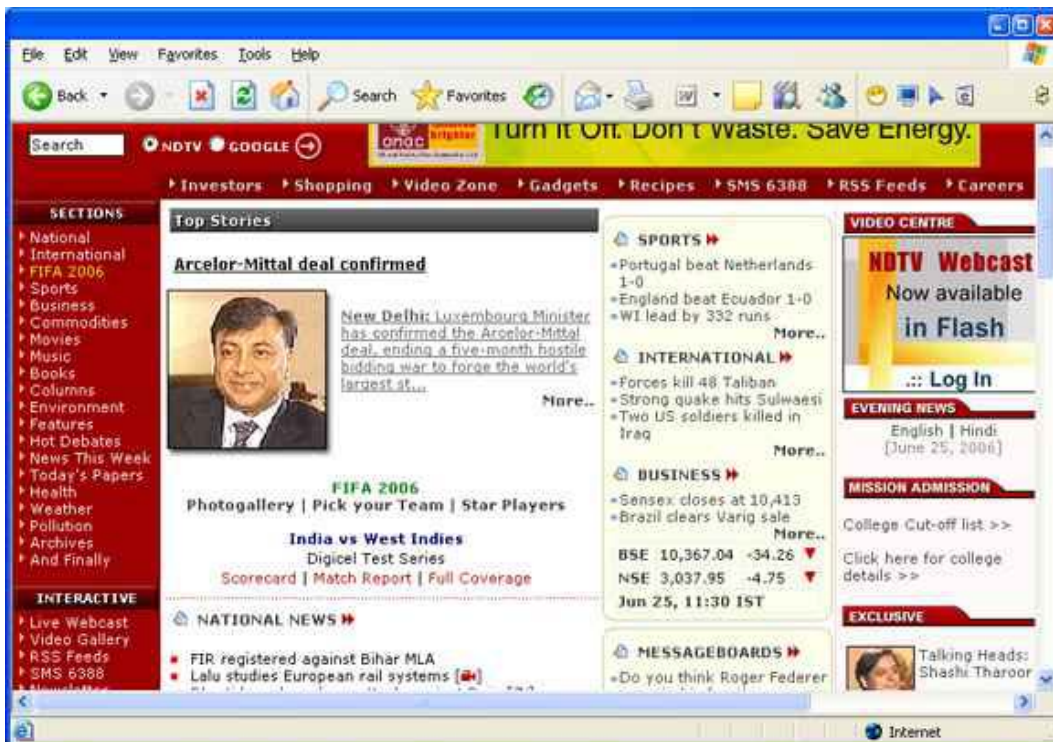 File Edit View Favorites Tools Help
Back Search Favorites
Turn it Off. Don't Waste. Save Energy.
Search NDTV GOOGLE
Investors Shopping Video Zone Gadgets Recipes SMS 6388 RSS Feeds Careers
SECTIONS
National
International
FIFA 2006
Sports
Business
Commodities
Movies
Music
Books
Columns
Environment
Features
Hot Debates
News This Week
Today's Papers
Health
Weather
Pollution
Archives
And Finally
INTERACTIVE
Live Webcast
Video Gallery
RSS Feeds
SMS 6388
Newsletter
Top Stories
Arcelor-Mittal deal confirmed
New Delhi: Luxembourg Minister
has confirmed the Arcelor-Mittal
deal, ending a five-month hostile
bidding war to forge the world's
largest st...
More..
FIFA 2006
Photogallery | Pick your Team | Star Players
India vs West Indies
Digicel Test Series
Scorecard | Match Report | Full Coverage
NATIONAL NEWS
FIR registered against Bihar MLA
Lalu studies European rail systems
SPORTS
Portugal beat Netherlands
1-0
England beat Ecuador 1-0
WI lead by 332 runs
More..
INTERNATIONAL
Forces kill 48 Taliban
Strong quake hits Sulwaesi
Two US soldiers killed in
Iraq
More..
BUSINESS
Sensex closes at 10,413
Brazil clears Varig sale
More..
BSE 10,367.04 -34.26
NSE 3,037.95 -4.75
Jun 25, 11:30 IST
MESSAGEBOARDS
Do you think Roger Federer
VIDEO CENTRE
NDTV Webcast
Now available
in Flash
.:: Log In
EVENING NEWS
English | Hindi
[June 25, 2006]
MISSION ADMISSION
College Cut-off list >>
Click here for college
details >>
EXCLUSIVE
Talking Heads:
Shashi Tharoor
Internet